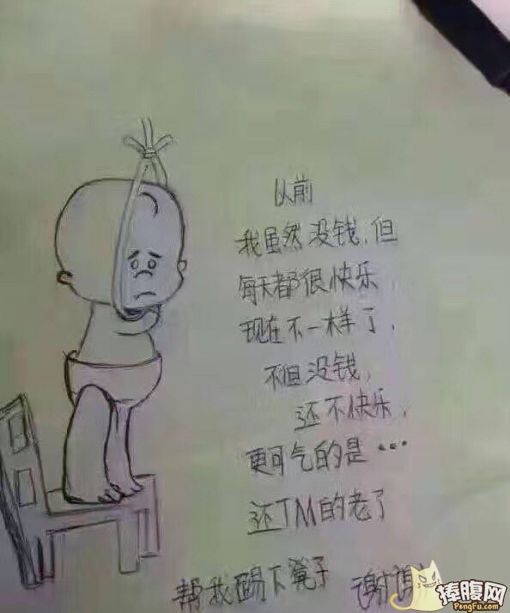 以前
我虽然没钱,但
每天都很快乐,
现在不一样了,
不但没钱,
还不快乐,
更可气的是···
还TM的老了
帮我踢下凳子 谢谢
捧腹网
PengFu.com